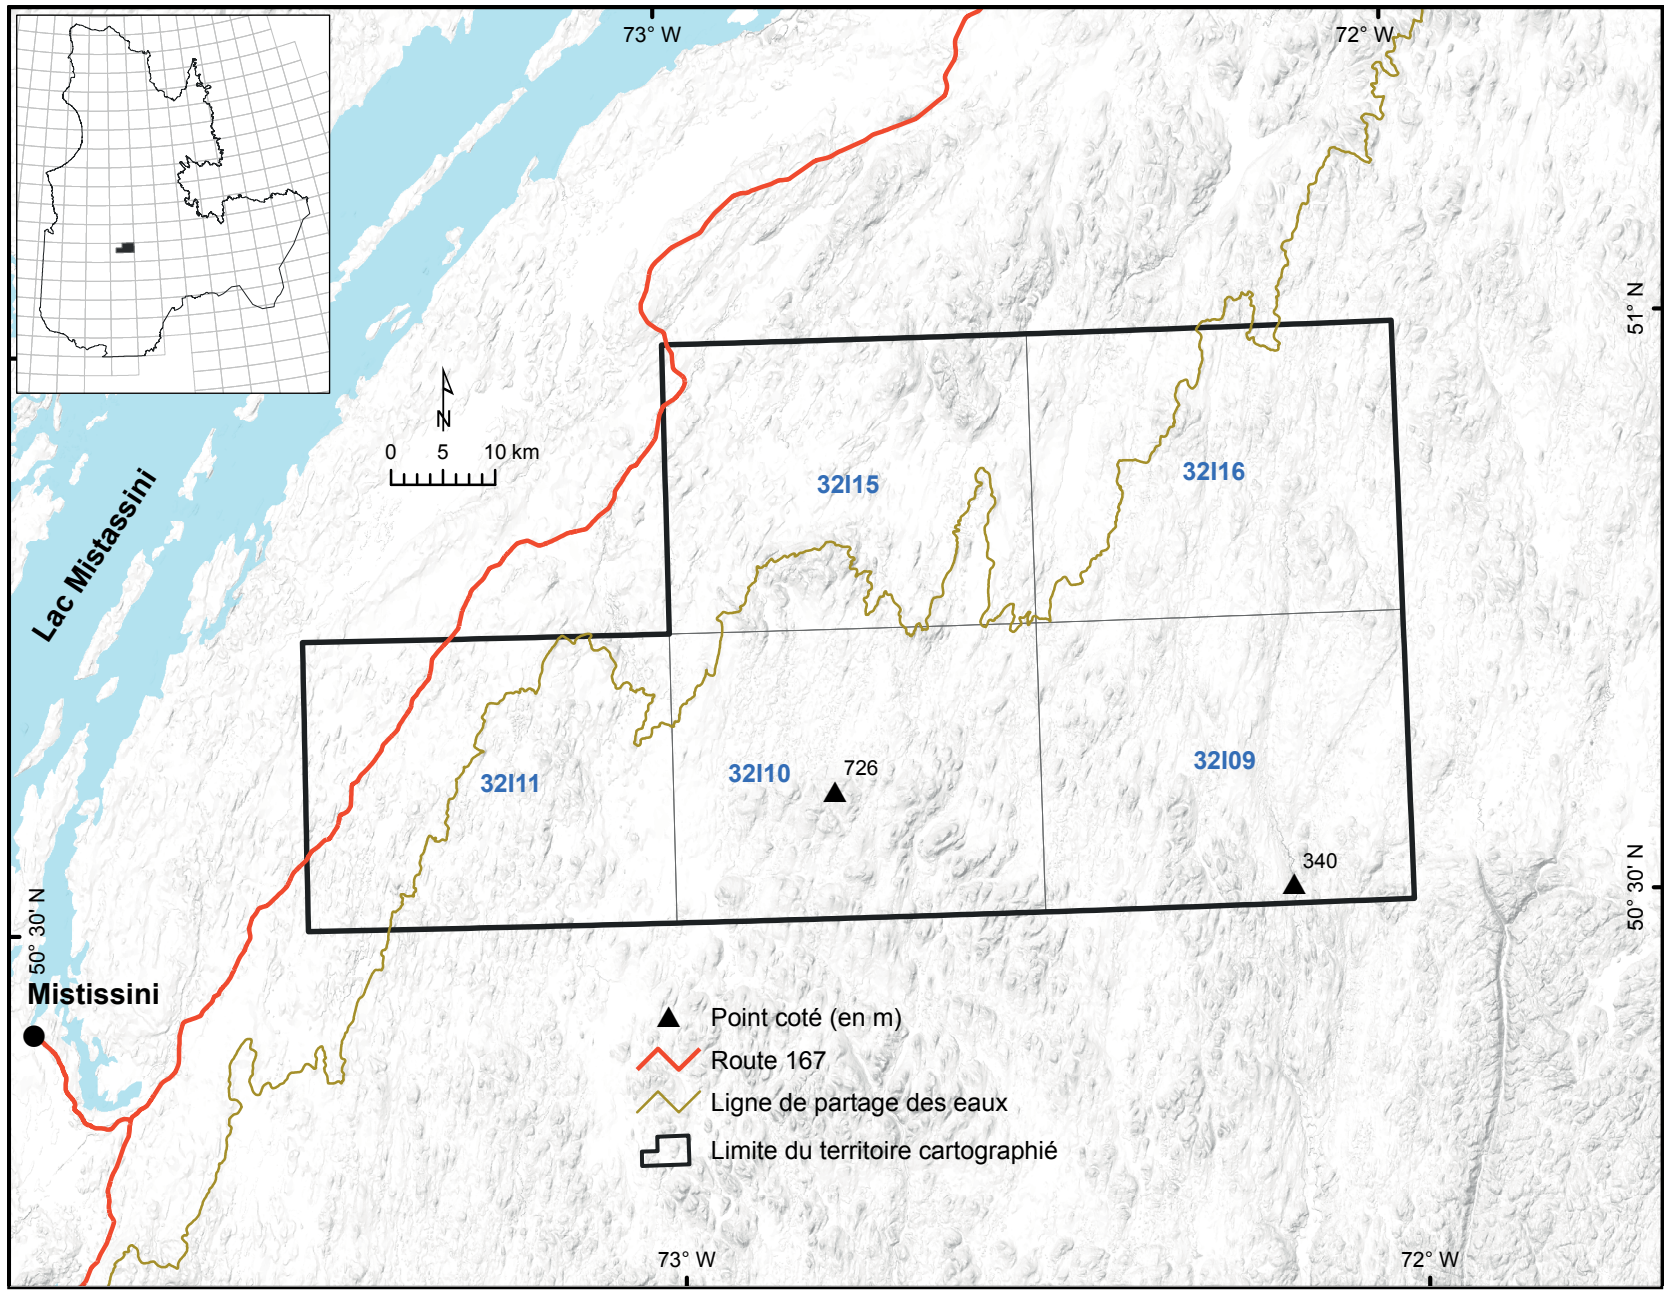 73° W
72° W
51° N
N
0 5 10 km
32I15
32I16
Lac Mistassini
32I11
32I10
726
32I09
340
50° 30' N
50° 30' N
Mistissini
Point coté (en m)
Route 167
Ligne de partage des eaux
Limite du territoire cartographié
73° W
72° W